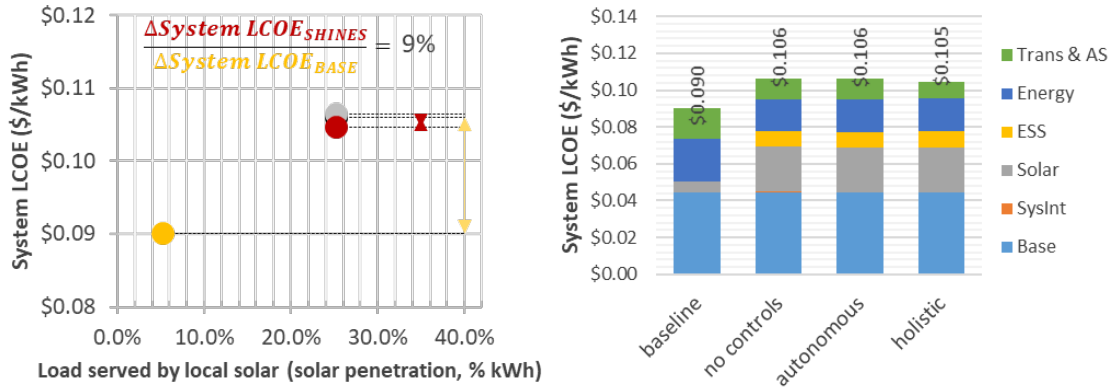 $0.12
$0.11
$0.10
$0.09
$0.08
System LCOE ($/kWh)
ΔSystem LCOE_SHINES
ΔSystem LCOE_BASE
= 9%
0.0% 10.0% 20.0% 30.0% 40.0%
Load served by local solar (solar penetration, % kWh)
$0.14
$0.12
$0.10
$0.08
$0.06
$0.04
$0.02
$0.00
System LCOE ($/kWh)
$0.090 $0.106 $0.106 $0.105
baseline no controls autonomous holistic
Trans & AS
Energy
ESS
Solar
SysInt
Base